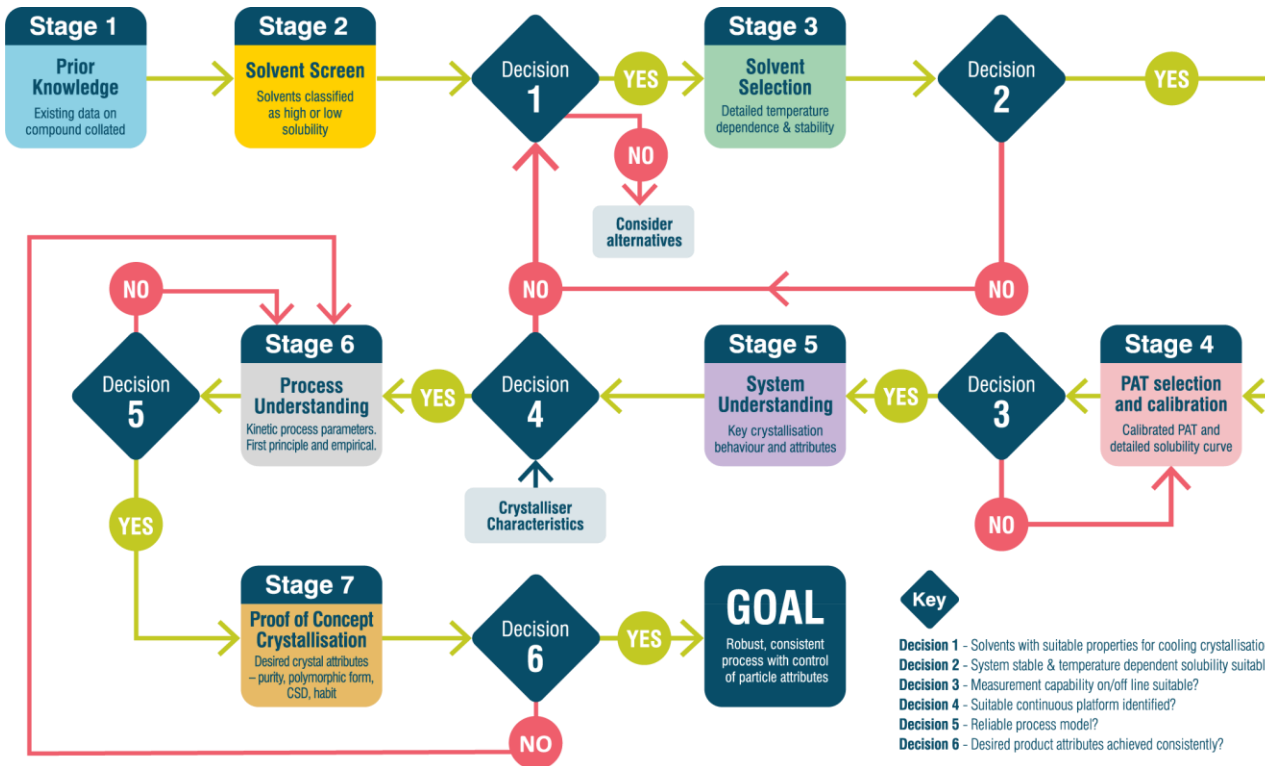 Stage 1
Prior
Knowledge
Existing data on
compound collated
Stage 2
Solvent Screen
Solvents classified
as high or low
solubility
Decision
1
YES
NO
Consider
alternatives
Stage 3
Solvent
Selection
Detailed temperature
dependence & stability
Decision
2
YES
NO
Stage 4
PAT selection
and calibration
Calibrated PAT and
detailed solubility curve
Decision
3
YES
NO
Stage 5
System
Understanding
Key crystallisation
behaviour and attributes
Decision
4
NO
YES
Crystalliser
Characteristics
Stage 6
Process
Understanding
Kinetic process parameters.
First principle and empirical.
Decision
5
NO
YES
Stage 7
Proof of Concept
Crystallisation
Desired crystal attributes
– purity, polymorphic form,
CSD, habit
Decision
6
YES
NO
GOAL
Robust, consistent
process with control
of particle attributes
Key
Decision 1 - Solvents with suitable properties for cooling crystallisatio
Decision 2 - System stable & temperature dependent solubility suitabl
Decision 3 - Measurement capability on/off line suitable?
Decision 4 - Suitable continuous platform identified?
Decision 5 - Reliable process model?
Decision 6 - Desired product attributes achieved consistently?